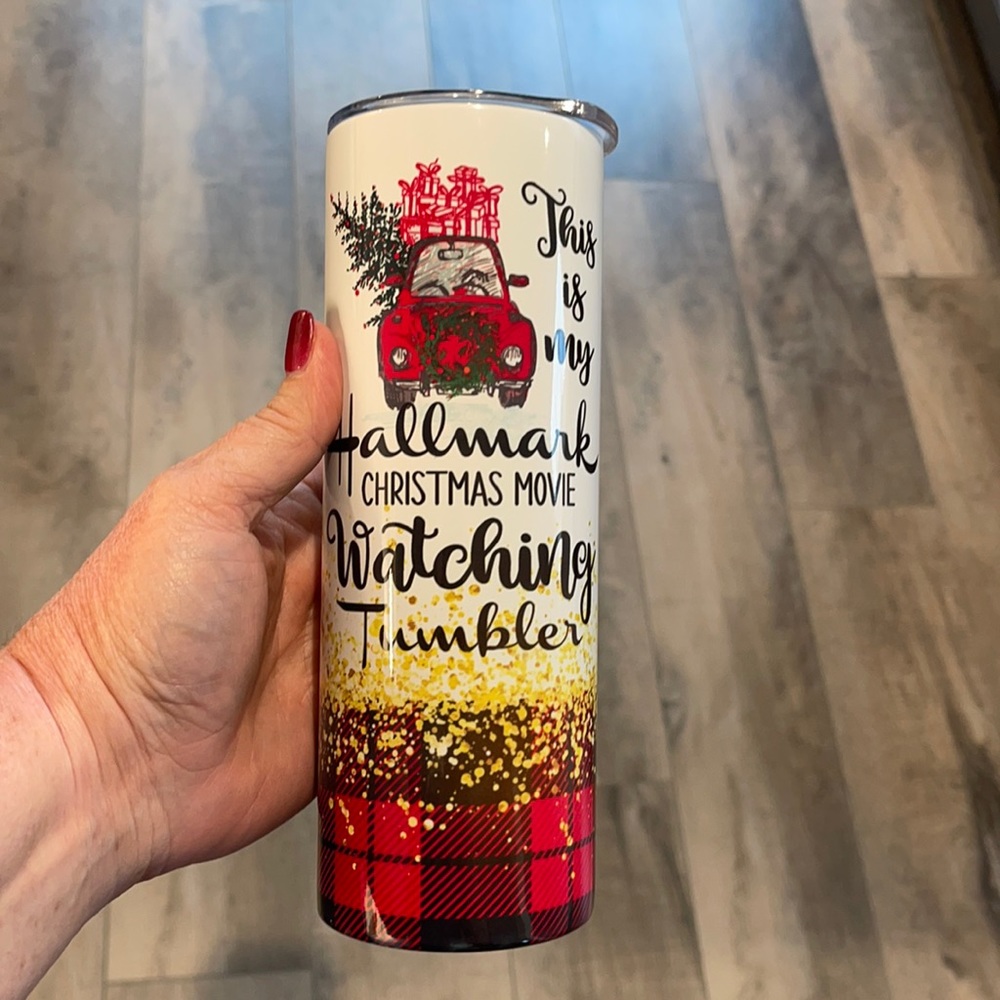 This
is
my
Hallmark
CHRISTMAS MOVIE
Watching
Tumbler